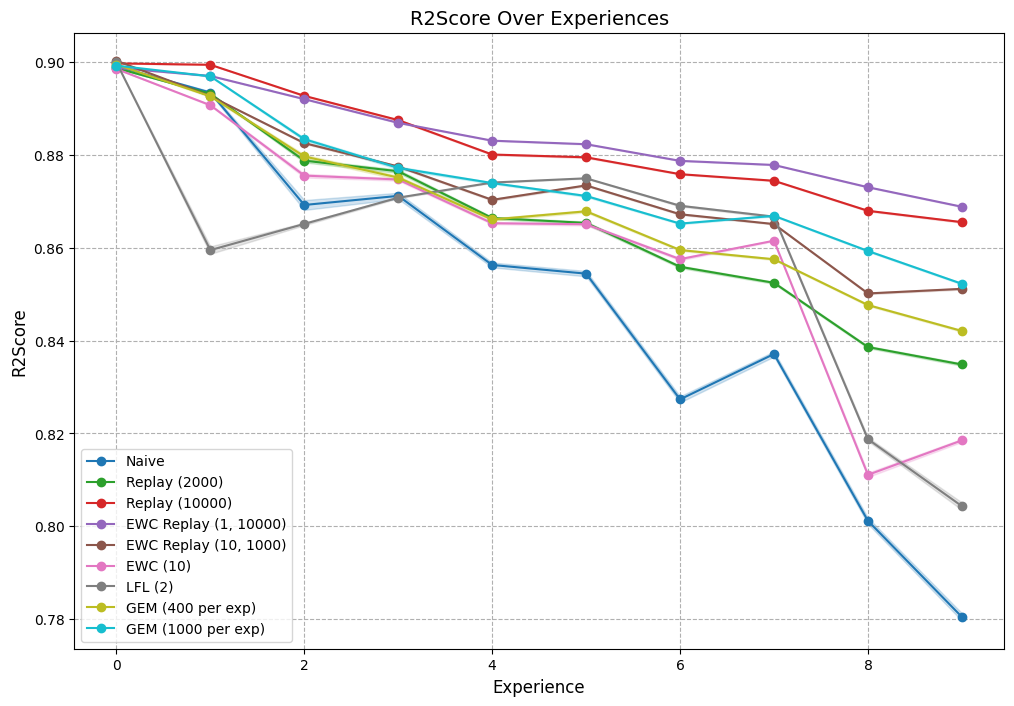 R2Score Over Experiences
R2Score
0.90
0.88
0.86
0.84
0.82
0.80
0.78
Naive
Replay (2000)
Replay (10000)
EWC Replay (1, 10000)
EWC Replay (10, 1000)
EWC (10)
LFL (2)
GEM (400 per exp)
GEM (1000 per exp)
0 2 4 6 8
Experience